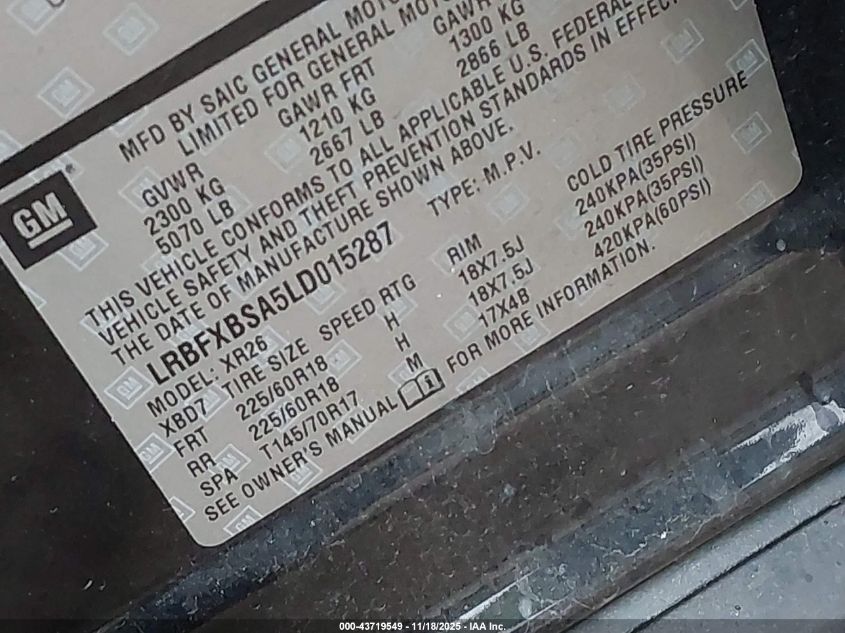 MFD BY SAIC GENERAL MOTORS
LIMITED FOR GENERAL MOTORS
GVWR GAWR FRT GAWR
2300 KG 1210 KG 1300 KG
5070 LB 2667 LB 2866 LB
THIS VEHICLE CONFORMS TO ALL APPLICABLE U.S. FEDERAL
VEHICLE SAFETY AND THEFT PREVENTION STANDARDS IN EFFECT
THE DATE OF MANUFACTURE SHOWN ABOVE.
GM
LRBFXBSA5LD015287 TYPE: M.P.V.
MODEL: XR26
XBD7 TIRE SIZE SPEED RTG RIM COLD TIRE PRESSURE
FRT 225/60R18 H 18X7.5J 240KPA(35PSI)
RR 225/60R18 H 18X7.5J 240KPA(35PSI)
SPA T145/70R17 M 17X4B 420KPA(60PSI)
SEE OWNER'S MANUAL FOR MORE INFORMATION.
000-43719549 - 11/18/2025 - IAA Inc.